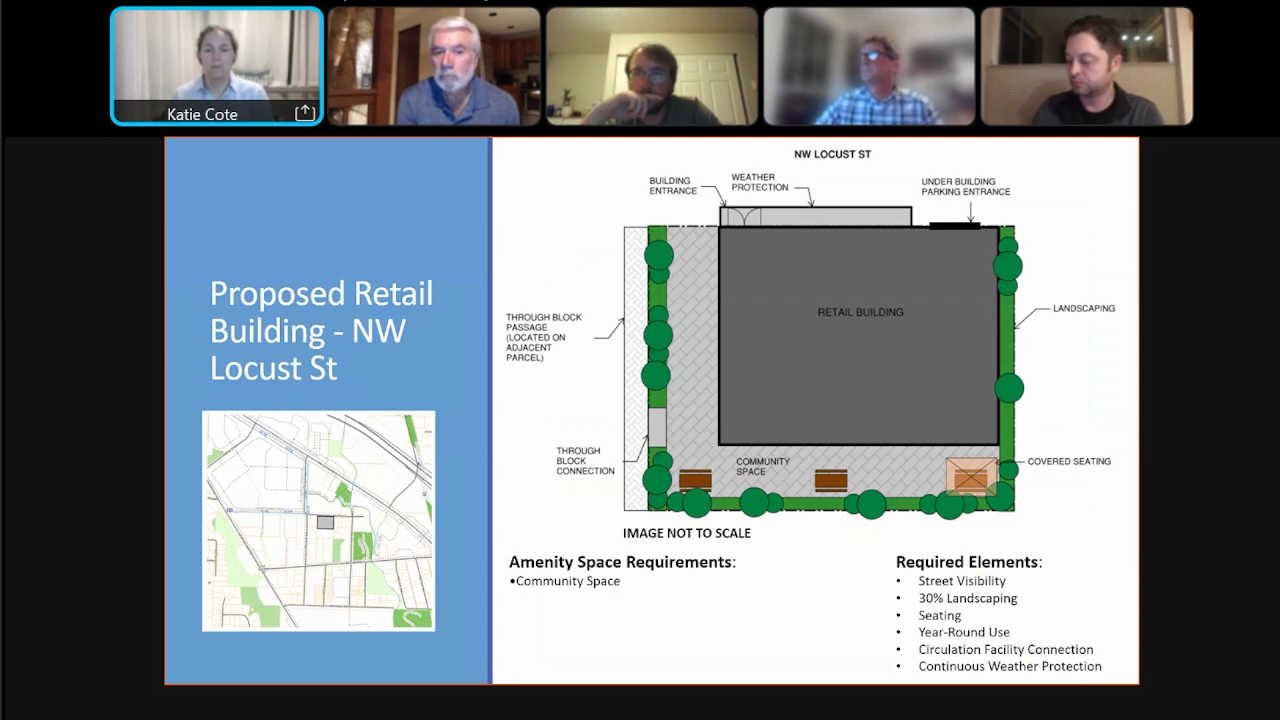 Katie Cote
Proposed Retail
Building - NW
Locust St
NW LOCUST ST
BUILDING
ENTRANCE
WEATHER
PROTECTION
UNDER BUILDING
PARKING ENTRANCE
RETAIL BUILDING
LANDSCAPING
THROUGH BLOCK
PASSAGE
(LOCATED ON
ADJACENT
PARCEL)
THROUGH
BLOCK
CONNECTION
COMMUNITY
SPACE
COVERED SEATING
IMAGE NOT TO SCALE
Amenity Space Requirements:
•Community Space
Required Elements:
• Street Visibility
• 30% Landscaping
• Seating
• Year-Round Use
• Circulation Facility Connection
• Continuous Weather Protection